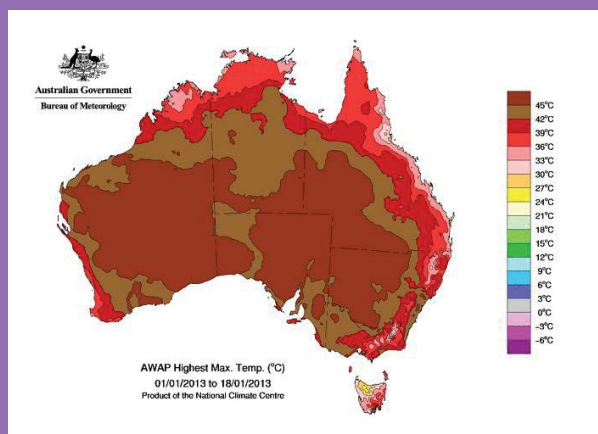 Australian Government
Bureau of Meteorology
45°C
42°C
39°C
36°C
33°C
30°C
27°C
24°C
21°C
18°C
15°C
12°C
9°C
6°C
3°C
0°C
-3°C
-6°C
AWAP Highest Max. Temp. (°C)
01/01/2013 to 18/01/2013
Product of the National Climate Centre